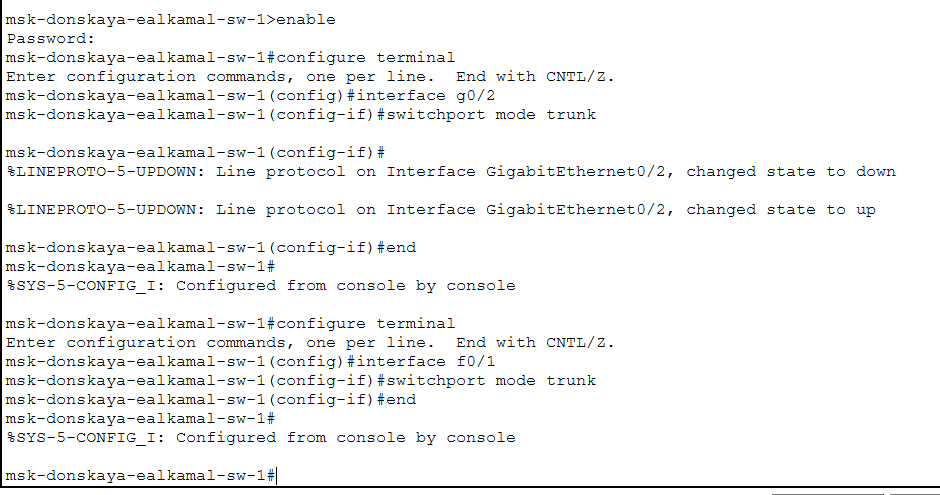 msk-donskaya-ealkamal-sw-1>enable
Password:
msk-donskaya-ealkamal-sw-1#configure terminal
Enter configuration commands, one per line.  End with CNTL/Z.
msk-donskaya-ealkamal-sw-1(config)#interface g0/2
msk-donskaya-ealkamal-sw-1(config-if)#switchport mode trunk
msk-donskaya-ealkamal-sw-1(config-if)#
%LINEPROTO-5-UPDOWN: Line protocol on Interface GigabitEthernet0/2, changed state to down
%LINEPROTO-5-UPDOWN: Line protocol on Interface GigabitEthernet0/2, changed state to up
msk-donskaya-ealkamal-sw-1(config-if)#end
msk-donskaya-ealkamal-sw-1#
%SYS-5-CONFIG_I: Configured from console by console
msk-donskaya-ealkamal-sw-1#configure terminal
Enter configuration commands, one per line.  End with CNTL/Z.
msk-donskaya-ealkamal-sw-1(config)#interface f0/1
msk-donskaya-ealkamal-sw-1(config-if)#switchport mode trunk
msk-donskaya-ealkamal-sw-1(config-if)#end
msk-donskaya-ealkamal-sw-1#
%SYS-5-CONFIG_I: Configured from console by console
msk-donskaya-ealkamal-sw-1#